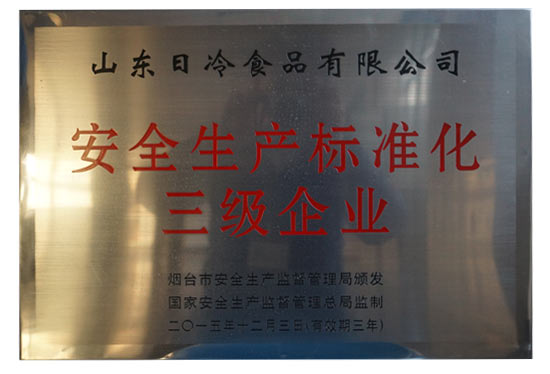 山东日冷食品有限公司
安全生产标准化
三级企业
烟台市安全生产监督管理局颁发
国家安全生产监督管理总局监制
二〇一五年十二月三日(有效期三年)